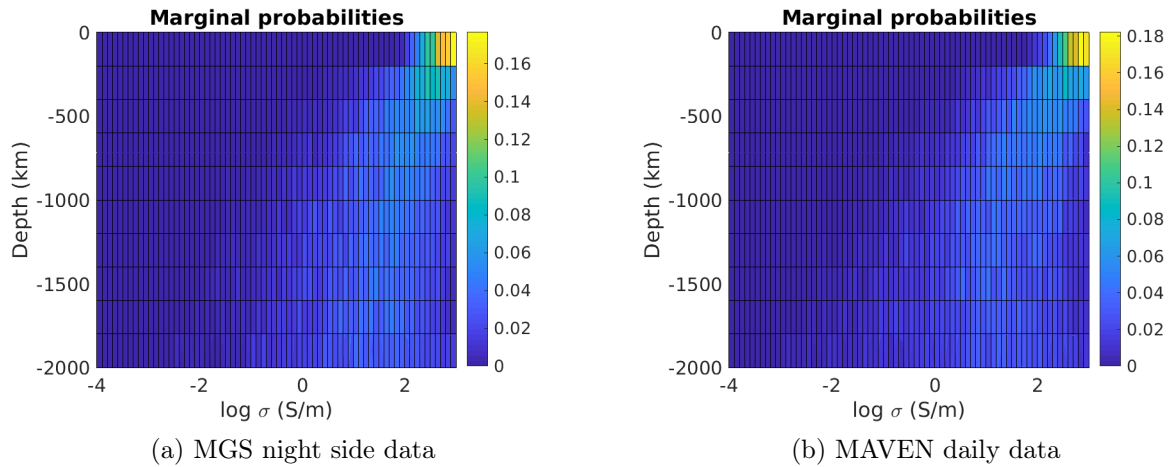 Marginal probabilities
0
-500
-1000
-1500
-2000
Depth (km)
-4 -2 0 2
log σ (S/m)
0.16
0.14
0.12
0.1
0.08
0.06
0.04
0.02
0
(a) MGS night side data
Marginal probabilities
0
-500
-1000
-1500
-2000
Depth (km)
-4 -2 0 2
log σ (S/m)
0.18
0.16
0.14
0.12
0.1
0.08
0.06
0.04
0.02
0
(b) MAVEN daily data